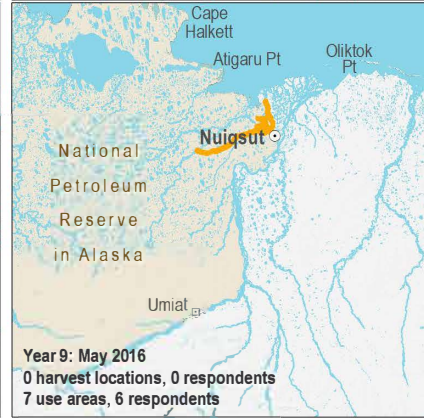 Cape
Halkett
Atigaru Pt
Oliktok
Pt
Nuiqsut
National
Petroleum
Reserve
in Alaska
Umiat
Year 9: May 2016
0 harvest locations, 0 respondents
7 use areas, 6 respondents